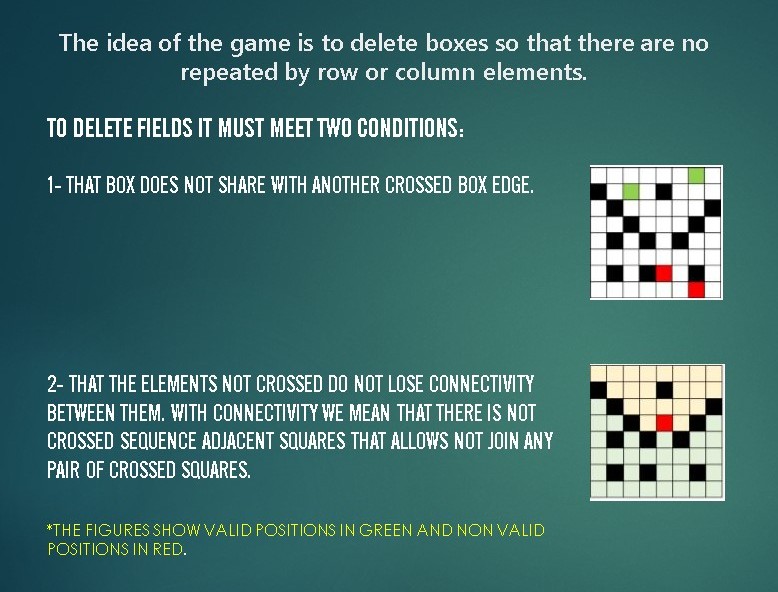 The idea of the game is to delete boxes so that there are no
repeated by row or column elements.
TO DELETE FIELDS IT MUST MEET TWO CONDITIONS:
1- THAT BOX DOES NOT SHARE WITH ANOTHER CROSSED BOX EDGE.
2- THAT THE ELEMENTS NOT CROSSED DO NOT LOSE CONNECTIVITY
BETWEEN THEM. WITH CONNECTIVITY WE MEAN THAT THERE IS NOT
CROSSED SEQUENCE ADJACENT SQUARES THAT ALLOWS NOT JOIN ANY
PAIR OF CROSSED SQUARES.
*THE FIGURES SHOW VALID POSITIONS IN GREEN AND NON VALID
POSITIONS IN RED.